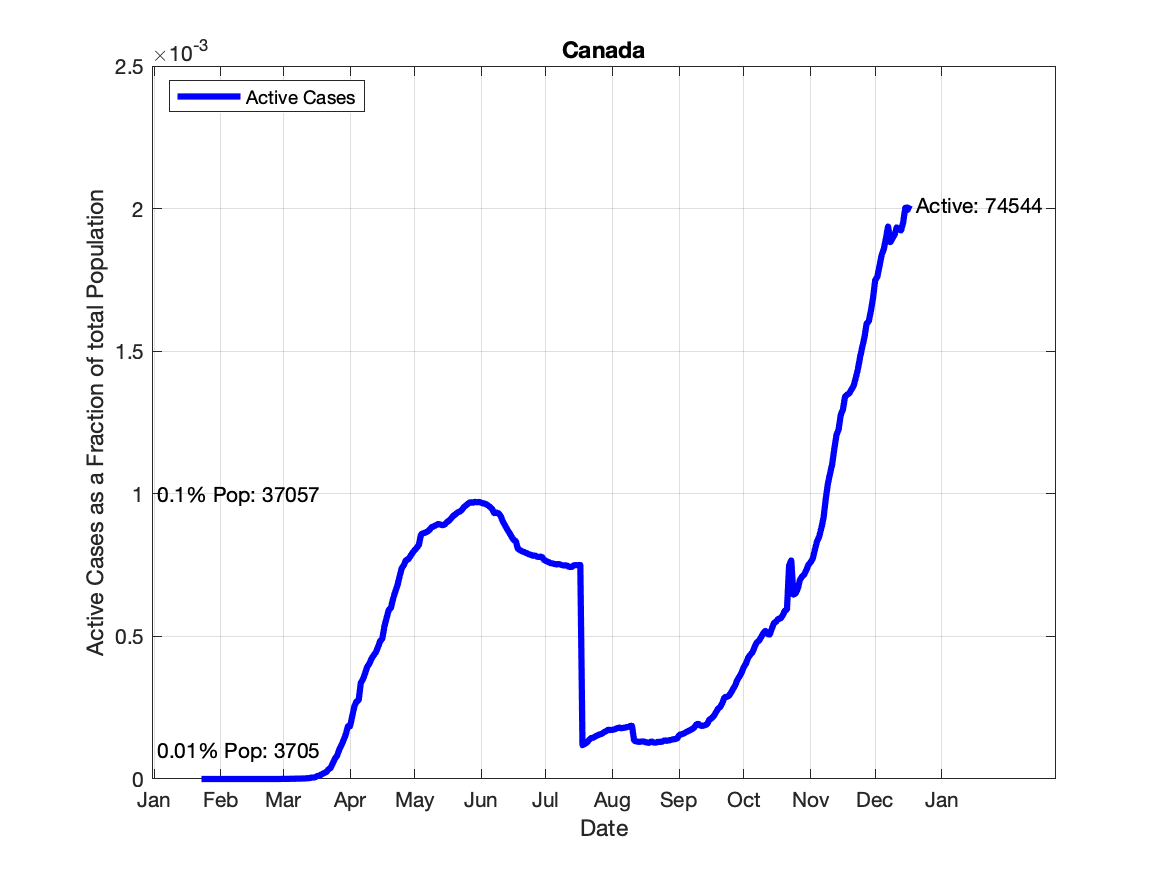 Canada
×10-3
2.5
2
1.5
1
0.5
0
Active Cases
Active: 74544
0.1% Pop: 37057
0.01% Pop: 3705
Active Cases as a Fraction of total Population
Jan Feb Mar Apr May Jun Jul Aug Sep Oct Nov Dec Jan
Date